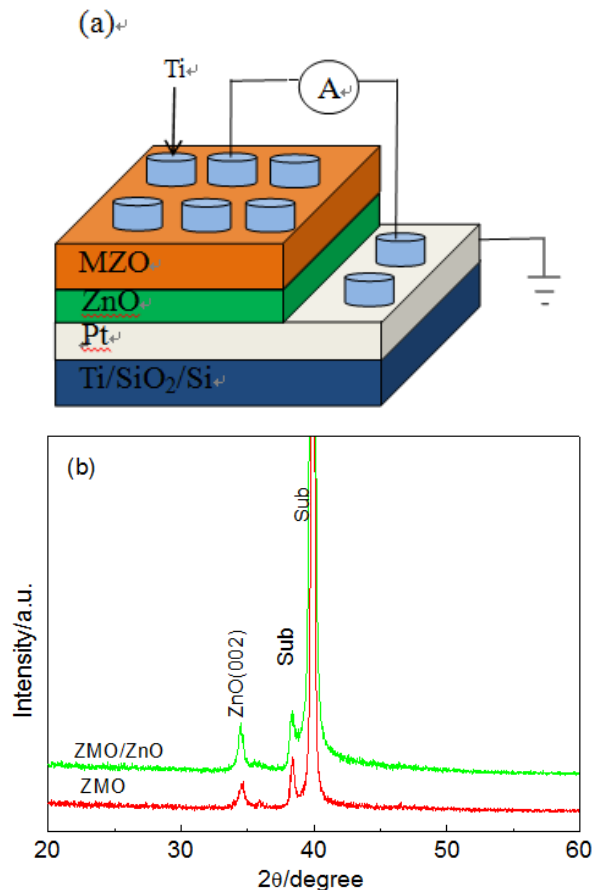 (a)↵
Ti↵
A
MZO↵
ZnO↵
Pt↵
Ti/SiO₂/Si↵
(b)
Sub
Sub
ZnO(002)
ZMO/ZnO
ZMO
Intensity/a.u.
20 30 40 50 60
2θ/degree